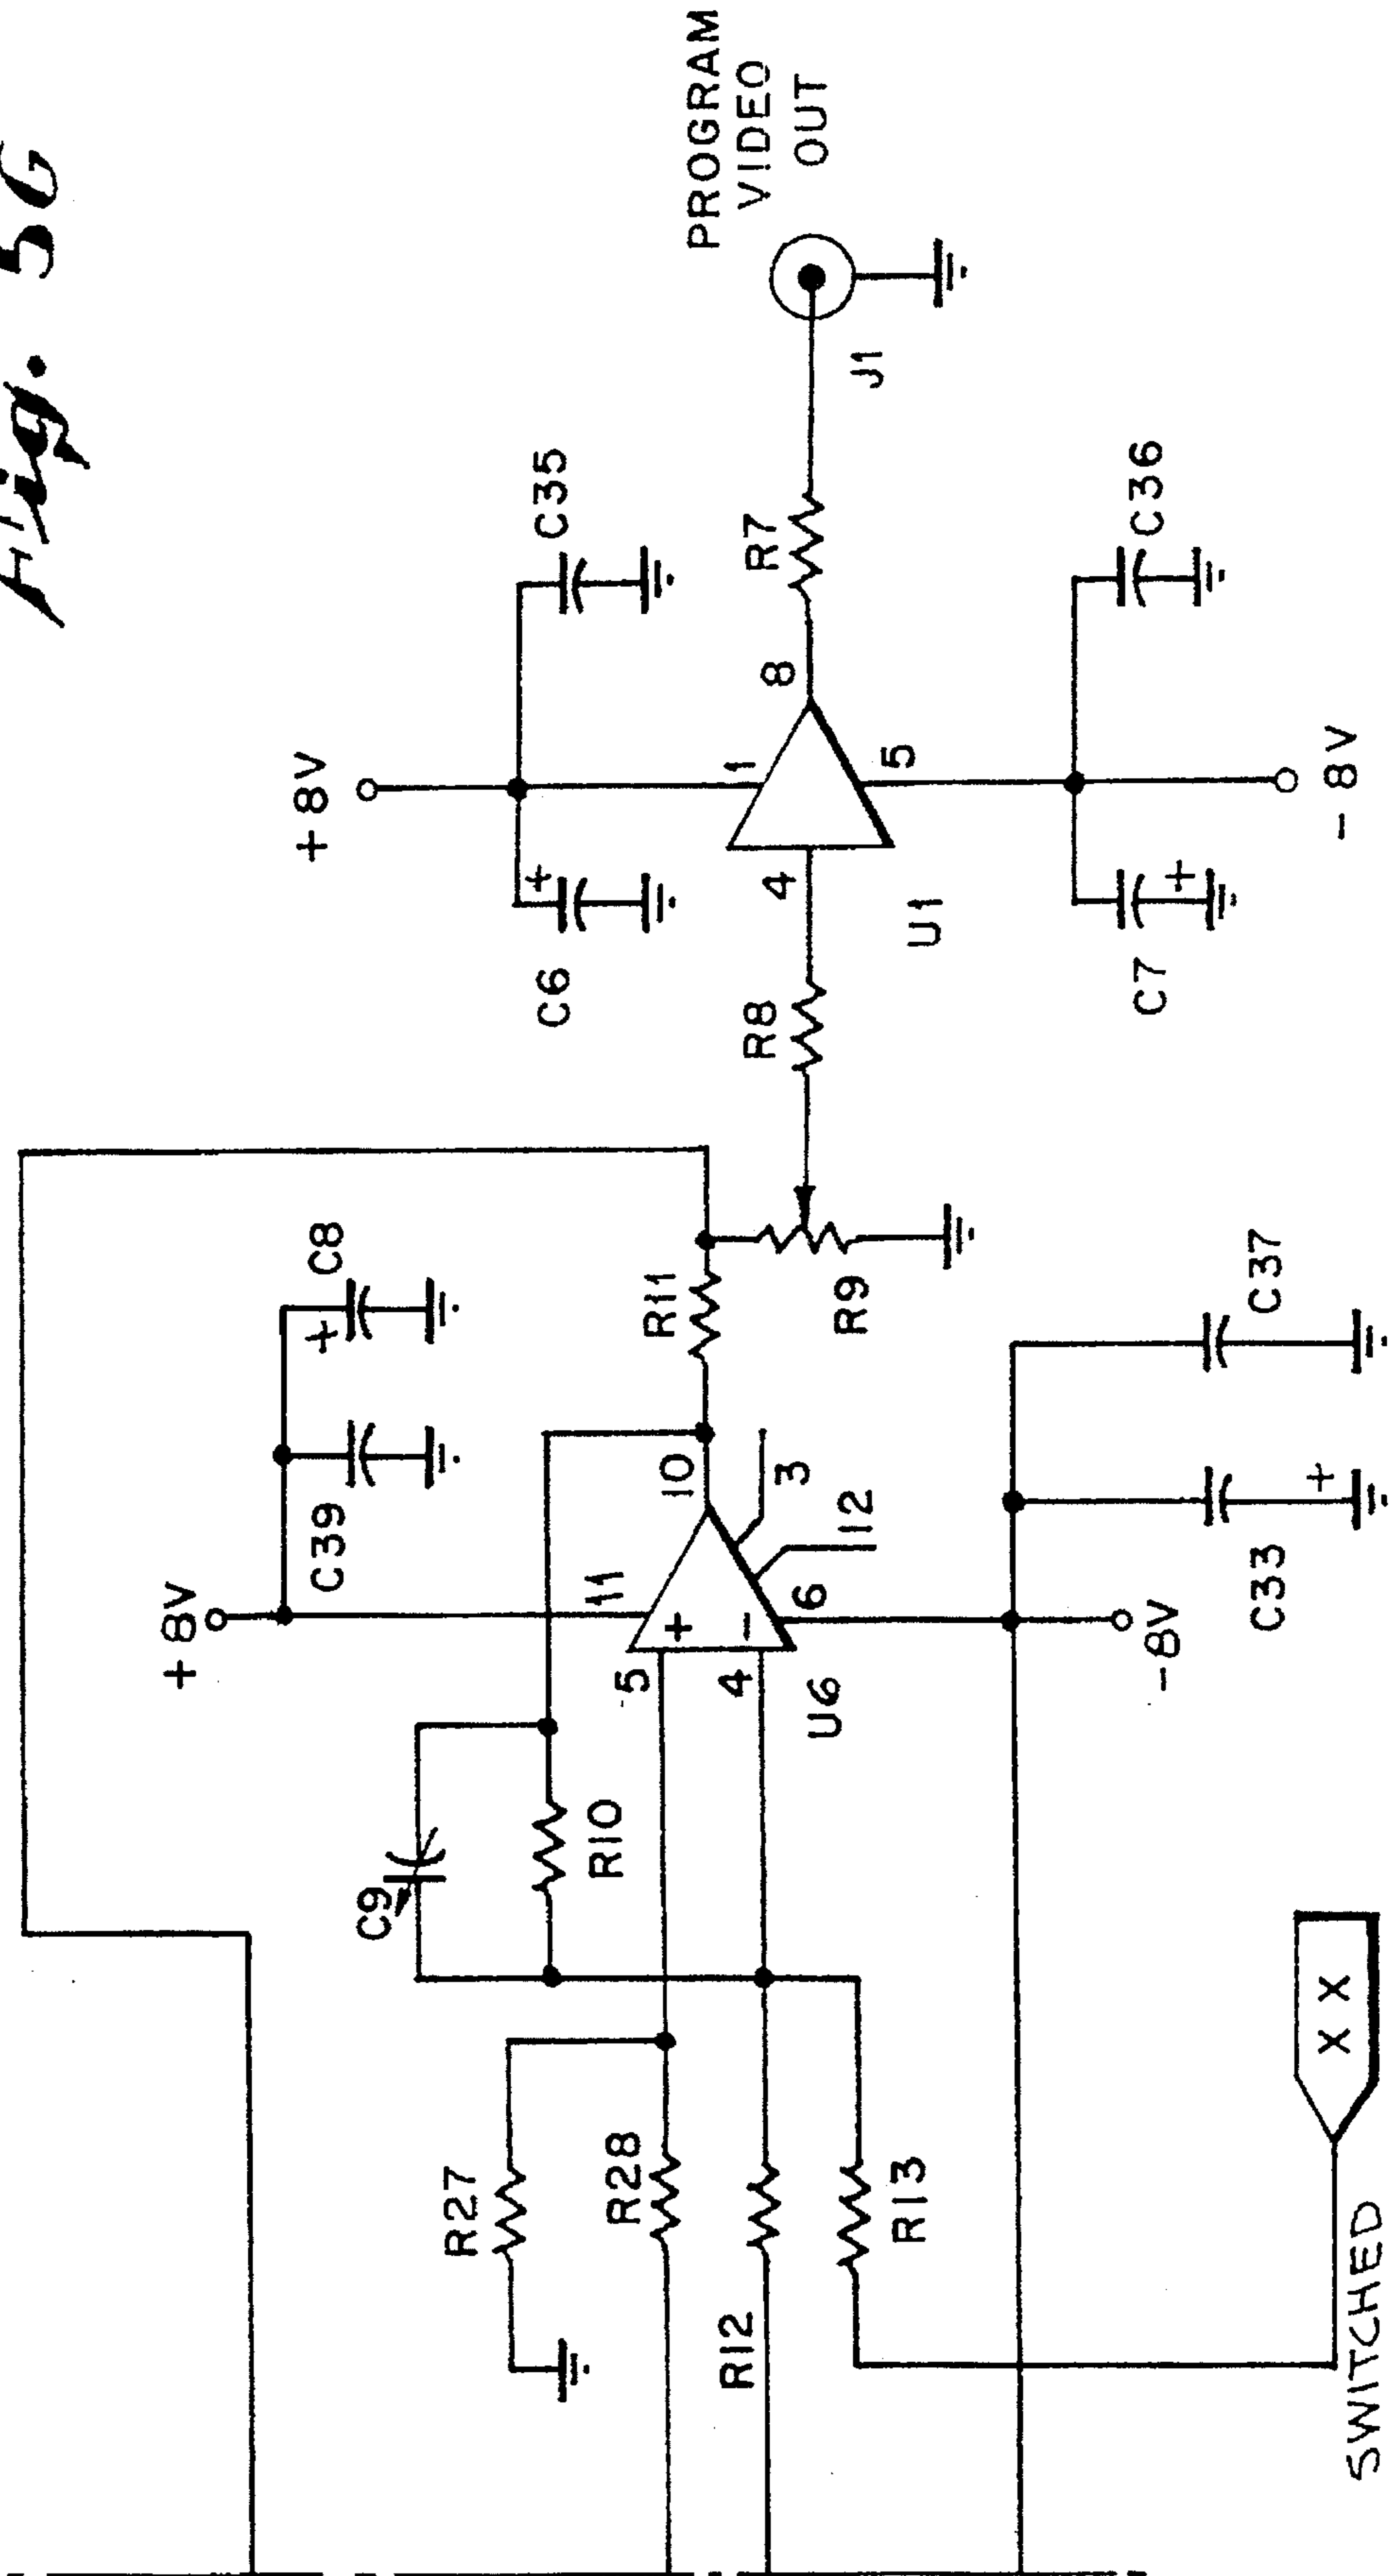 Fig. 5G
+8V
C39
C8
+8V
C6
C35
PROGRAM
VIDEO
OUT
C9
R10
11
10
R11
1
8
R7
R27
R28
5
+
4
-
U6
6
12
3
R9
R8
4
U1
5
J1
R12
R13
-8V
C33
+
C37
C7
+
C36
-8V
SWITCHED
X X
+
+